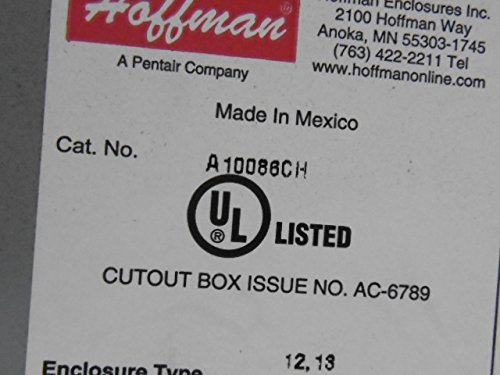 Hoffman
A Pentair Company
Hoffman Enclosures Inc.
2100 Hoffman Way
Anoka, MN 55303-1745
(763) 422-2211 Tel
www.hoffmanonline.com
Made In Mexico
Cat. No. A10086CH
UL ® LISTED
CUTOUT BOX ISSUE NO. AC-6789
Enclosure Type 12,13